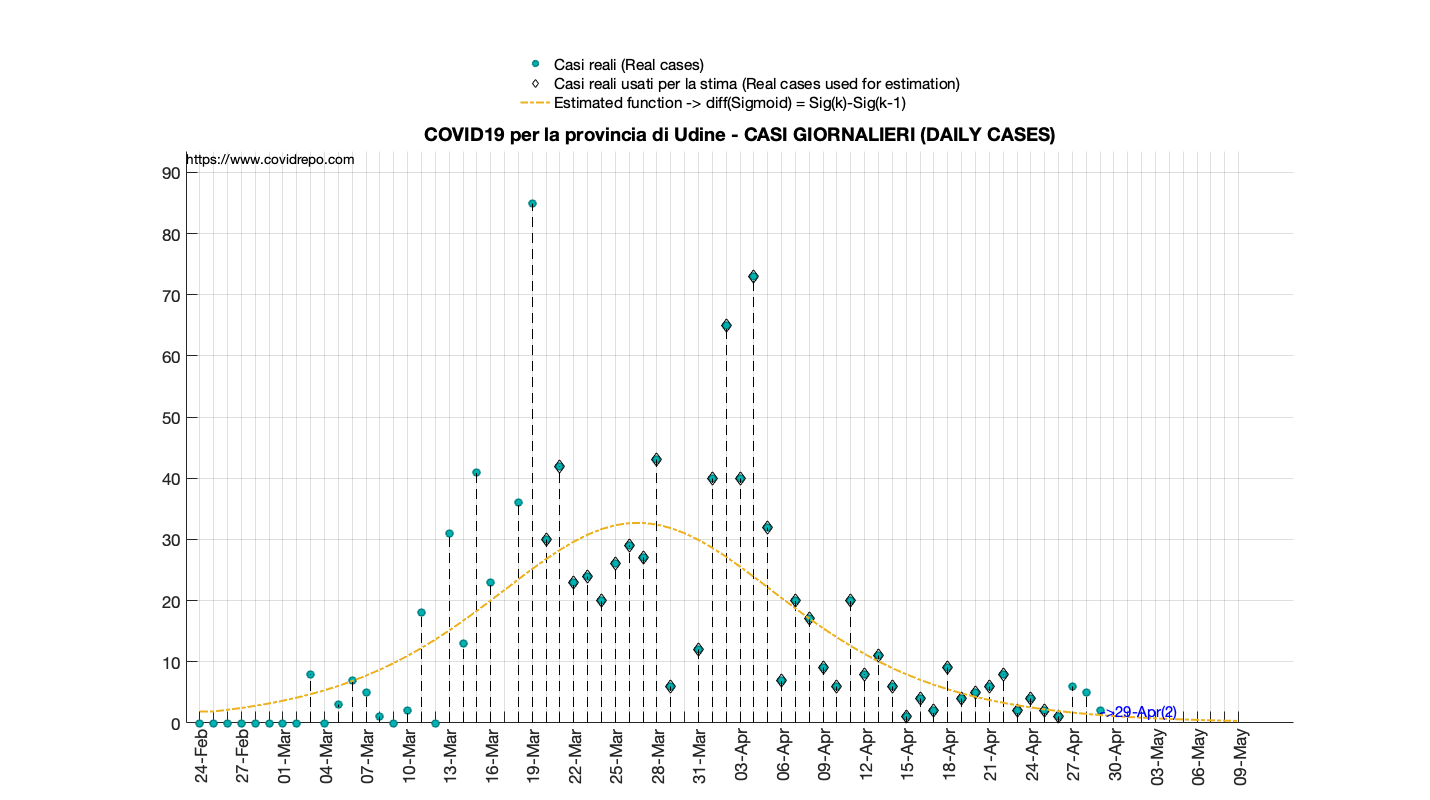 Casi reali (Real cases)
Casi reali usati per la stima (Real cases used for estimation)
Estimated function -> diff(Sigmoid) = Sig(k)-Sig(k-1)
COVID19 per la provincia di Udine - CASI GIORNALIERI (DAILY CASES)
https://www.covidrepo.com
90
80
70
60
50
40
30
20
10
0
->29-Apr(2)
24-Feb
27-Feb
01-Mar
04-Mar
07-Mar
10-Mar
13-Mar
16-Mar
19-Mar
22-Mar
25-Mar
28-Mar
31-Mar
03-Apr
06-Apr
09-Apr
12-Apr
15-Apr
18-Apr
21-Apr
24-Apr
27-Apr
30-Apr
03-May
06-May
09-May